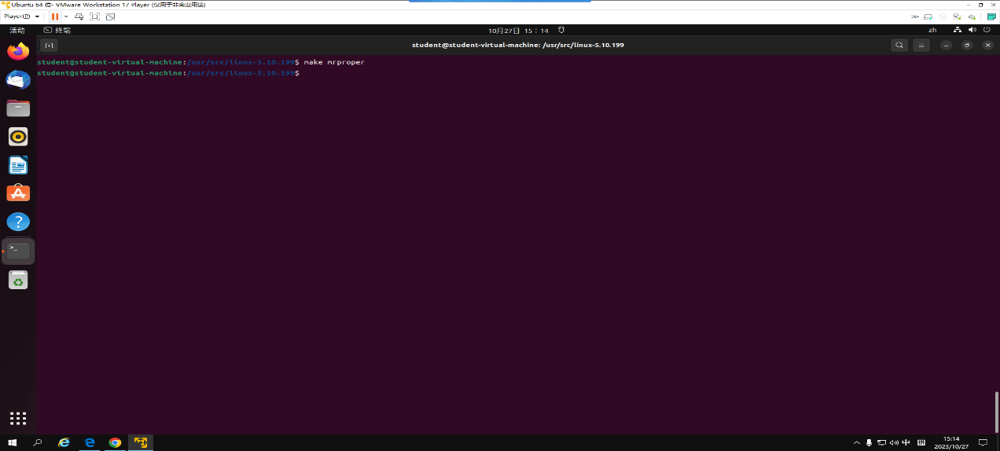 Ubuntu 64 位 - VMware Workstation 17 Player (仅用于非商业用途)
Player(P)
活动 终端 10月27日 15：14 zh
student@student-virtual-machine: /usr/src/linux-5.10.199
student@student-virtual-machine:/usr/src/linux-5.10.199$ make mrproper
student@student-virtual-machine:/usr/src/linux-5.10.199$
中 15:14
2023/10/27